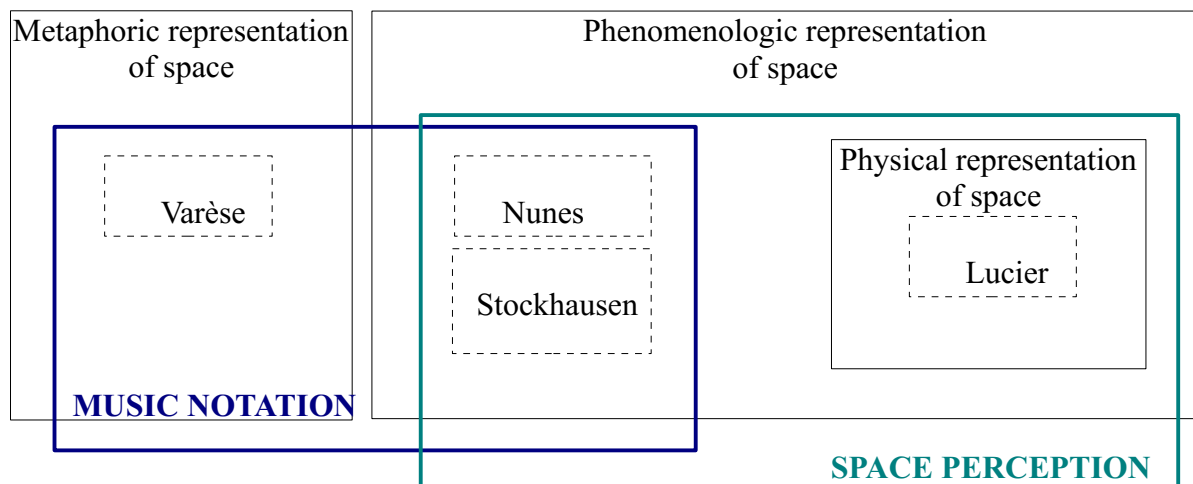 Metaphoric representation
of space
Phenomenologic representation
of space
Varèse
Nunes
Stockhausen
Physical representation
of space
Lucier
MUSIC NOTATION
SPACE PERCEPTION